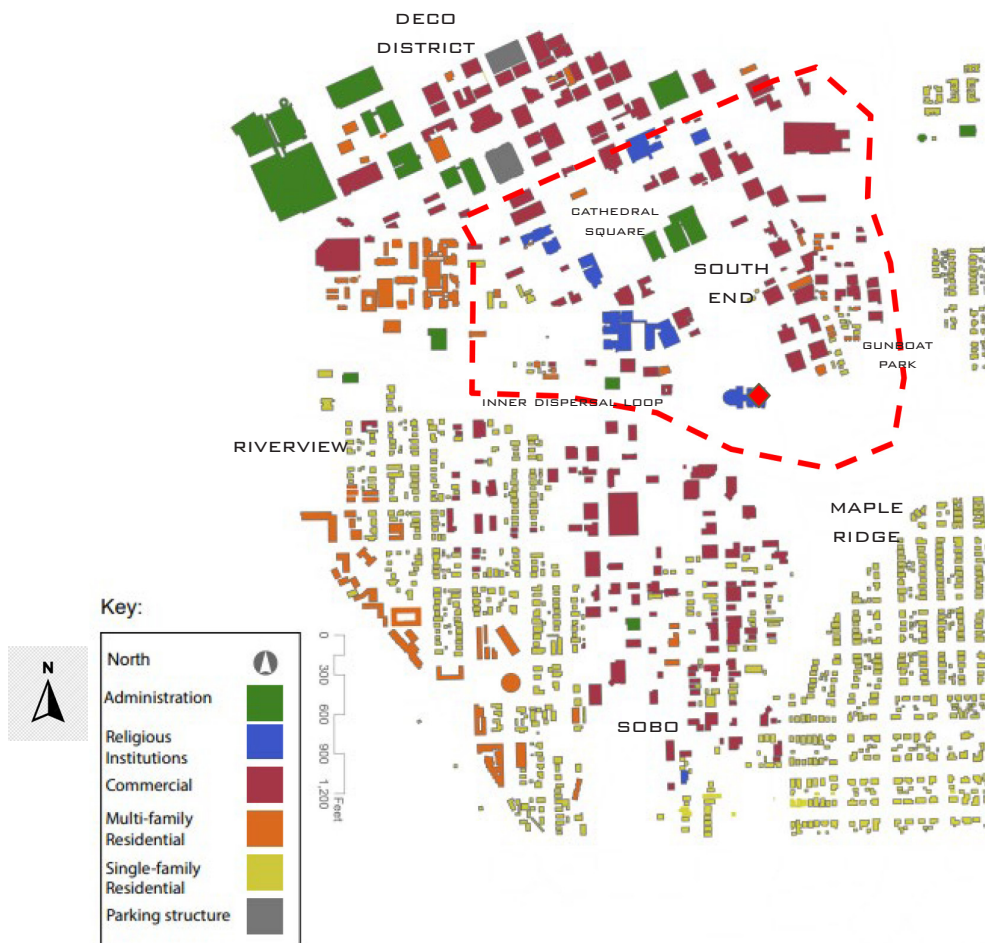 DECO
DISTRICT
CATHEDRAL
SQUARE
SOUTH
END
GUNBOAT
PARK
INNER DISPERSAL LOOP
RIVERVIEW
MAPLE
RIDGE
SOBO
Key:
N
North
Administration
Religious
Institutions
Commercial
Multi-family
Residential
Single-family
Residential
Parking structure
0
300
600
900
1,200
Feet